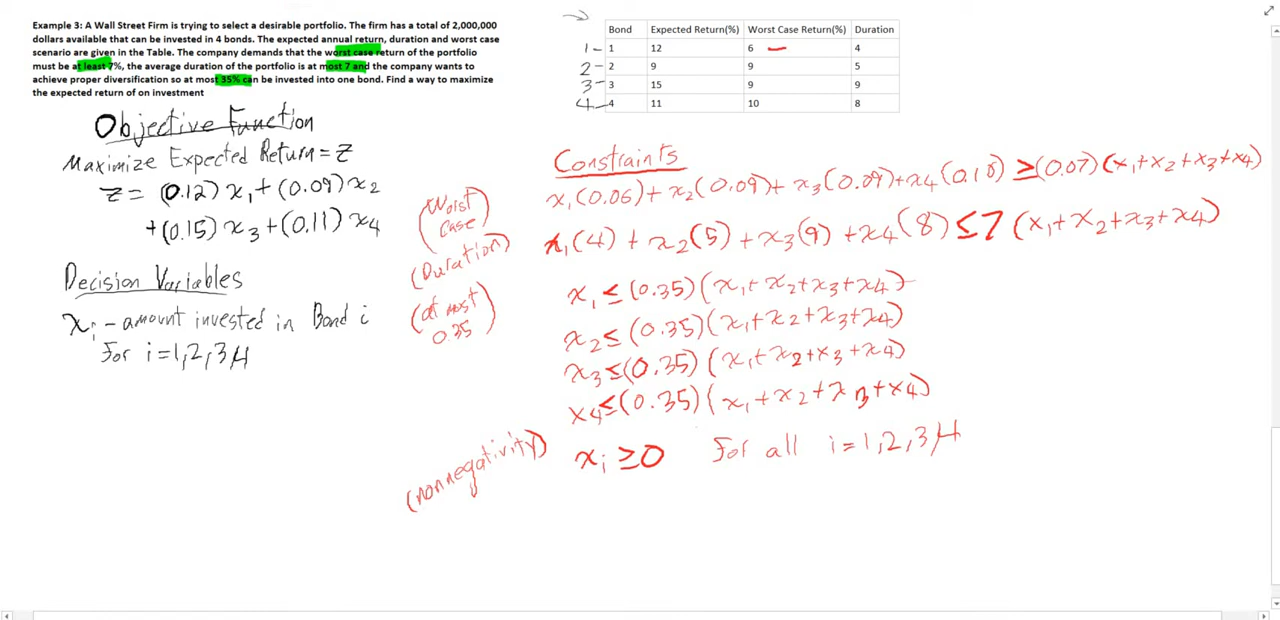 Example 3: A Wall Street Firm is trying to select a desirable portfolio. The firm has a total of 2,000,000
dollars available that can be invested in 4 bonds. The expected annual return, duration and worst case
scenario are given in the Table. The company demands that the worst case return of the portfolio
must be at least 7%, the average duration of the portfolio is at most 7 and the company wants to
achieve proper diversification so at most 35% can be invested into one bond. Find a way to maximize
the expected return of on investment
Bond Expected Return(%) Worst Case Return(%) Duration
1- 1 12 6 4
2- 2 9 9 5
3- 3 15 9 9
4- 4 11 10 8
Objective Function
Maximize Expected Return = Z
Z = (0.12) x1 + (0.09) x2
+ (0.15) x3 + (0.11) x4
Decision Variables
xi - amount invested in Bond i
For i=1,2,3,4
Constraints
(Worst Case) x1(0.06) + x2(0.09) + x3(0.09) + x4(0.10) ≥ (0.07) (x1+x2+x3+x4)
(Duration) x1(4) + x2(5) + x3(9) + x4(8) ≤ 7 (x1+x2+x3+x4)
(at most 0.35) x1 ≤ (0.35) (x1+x2+x3+x4)
x2 ≤ (0.35) (x1+x2+x3+x4)
x3 ≤ (0.35) (x1+x2+x3+x4)
x4 ≤ (0.35) (x1+x2+x3+x4)
(nonnegativity) xi ≥ 0 For all i=1,2,3,4